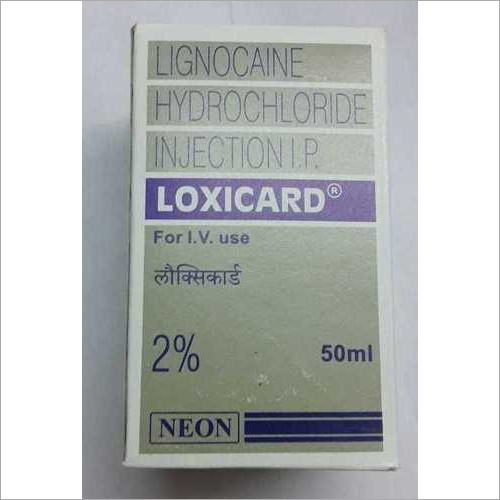 LIGNOCAINE
HYDROCHLORIDE
INJECTION I.P.
LOXICARD®
For I.V. use
लौक्सिकार्ड
2% 50ml
NEON